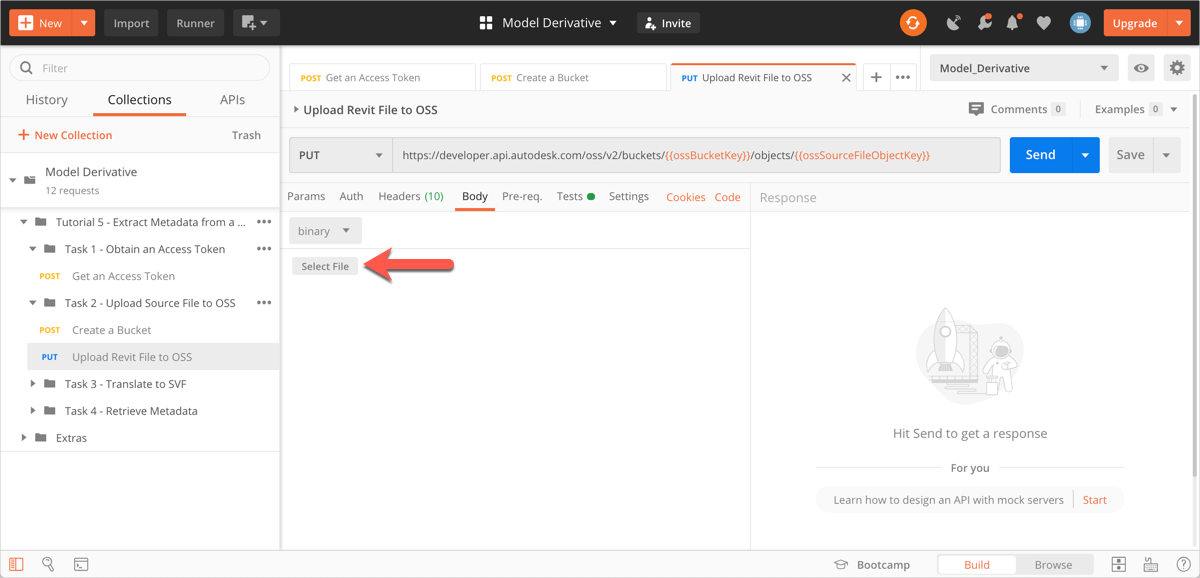 New
Import
Runner
Model Derivative
Invite
Upgrade
Filter
History
Collections
APIs
New Collection
Trash
Model Derivative
12 requests
Tutorial 5 - Extract Metadata from a ...
Task 1 - Obtain an Access Token
POST Get an Access Token
Task 2 - Upload Source File to OSS
POST Create a Bucket
PUT Upload Revit File to OSS
Task 3 - Translate to SVF
Task 4 - Retrieve Metadata
Extras
POST Get an Access Token
POST Create a Bucket
PUT Upload Revit File to OSS
Model_Derivative
Upload Revit File to OSS
Comments 0
Examples 0
PUT
https://developer.api.autodesk.com/oss/v2/buckets/{{ossBucketKey}}/objects/{{ossSourceFileObjectKey}}
Send
Save
Params Auth Headers (10) Body Pre-req. Tests Settings Cookies Code
Response
binary
Select File
Hit Send to get a response
For you
Learn how to design an API with mock servers
Start
Bootcamp
Build
Browse